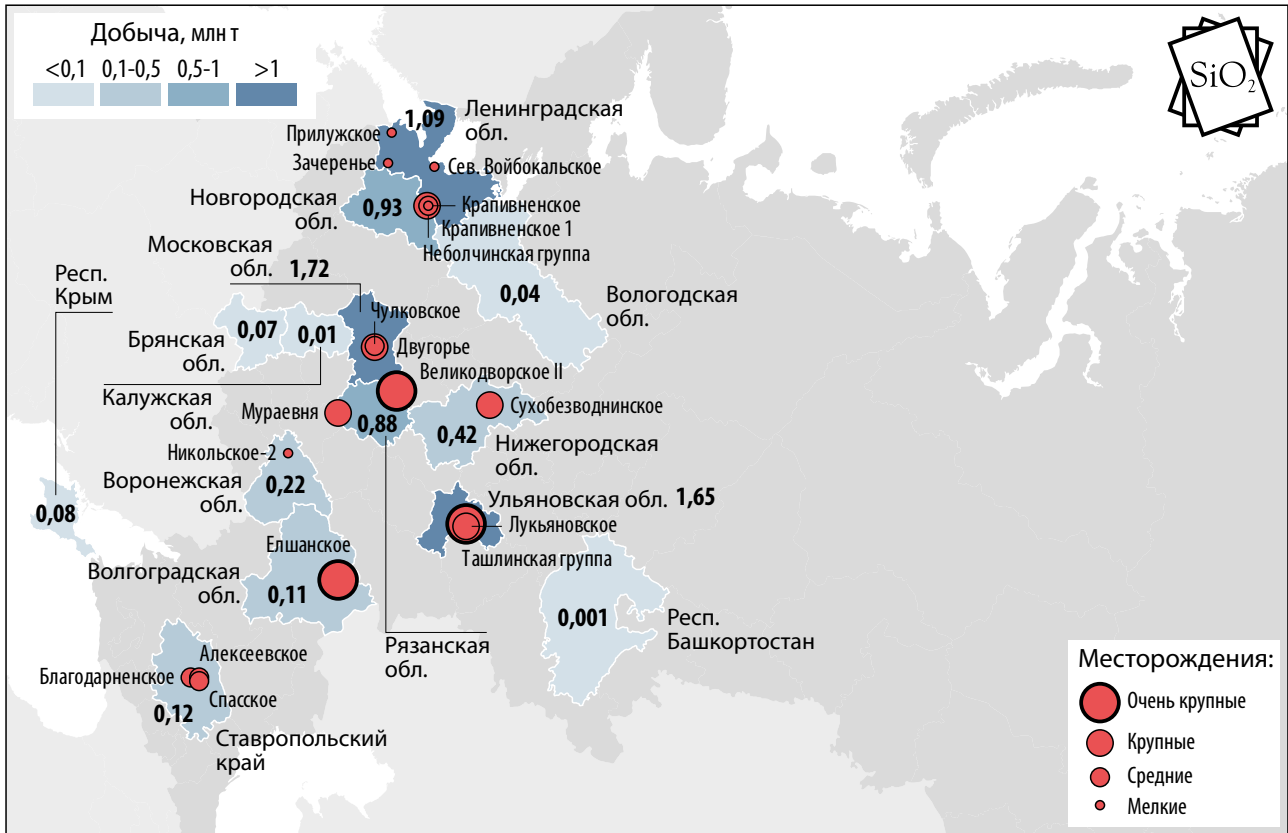 Добыча, млн т
<0,1 0,1-0,5 0,5-1 >1
SiO2
Ленинградская
обл.
1,09
Прилужское
Зачеренье
Сев. Войбокальское
Новгородская
обл.
0,93
Крапивненское
Крапивненское 1
Неболчинская группа
Московская
обл. 1,72
Респ.
Крым
0,04
Вологодская
обл.
Чулковское
0,07
0,01
Брянская
обл.
Двугорье
Великодворское II
Калужская
обл.
Мураевня
0,88
Сухобезводнинское
0,42
Нижегородская
обл.
Никольское-2
Воронежская
обл.
0,22
0,08
Ульяновская обл. 1,65
Лукьяновское
Ташлинская группа
Елшанское
Волгоградская
обл.
0,11
0,001
Респ.
Башкортостан
Рязанская
обл.
Алексеевское
Благодарненское
Спасское
0,12
Ставропольский
край
Месторождения:
Очень крупные
Крупные
Средние
Мелкие